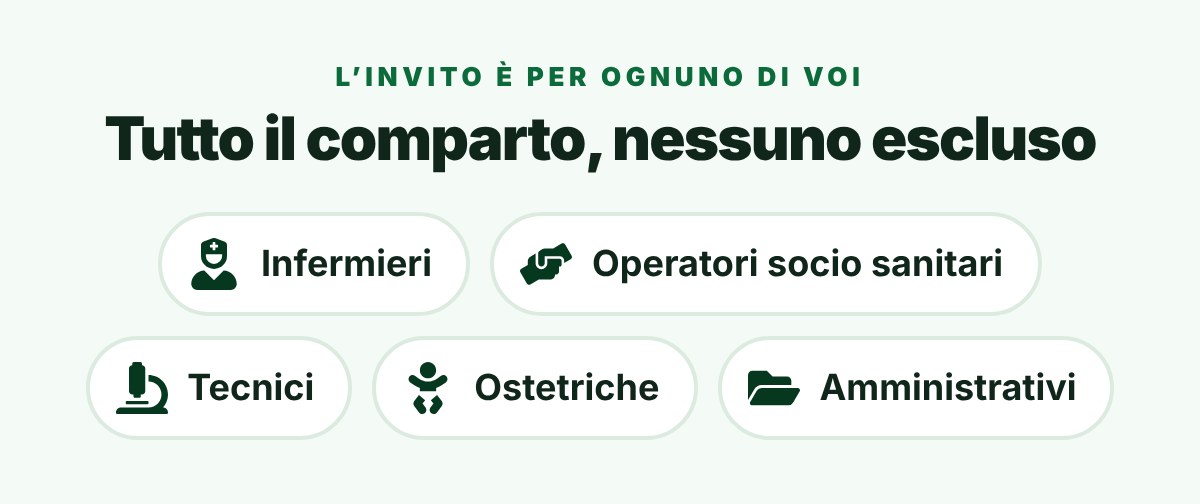 L’INVITO È PER OGNUNO DI VOI
Tutto il comparto, nessuno escluso
Infermieri
Operatori socio sanitari
Tecnici
Ostetriche
Amministrativi